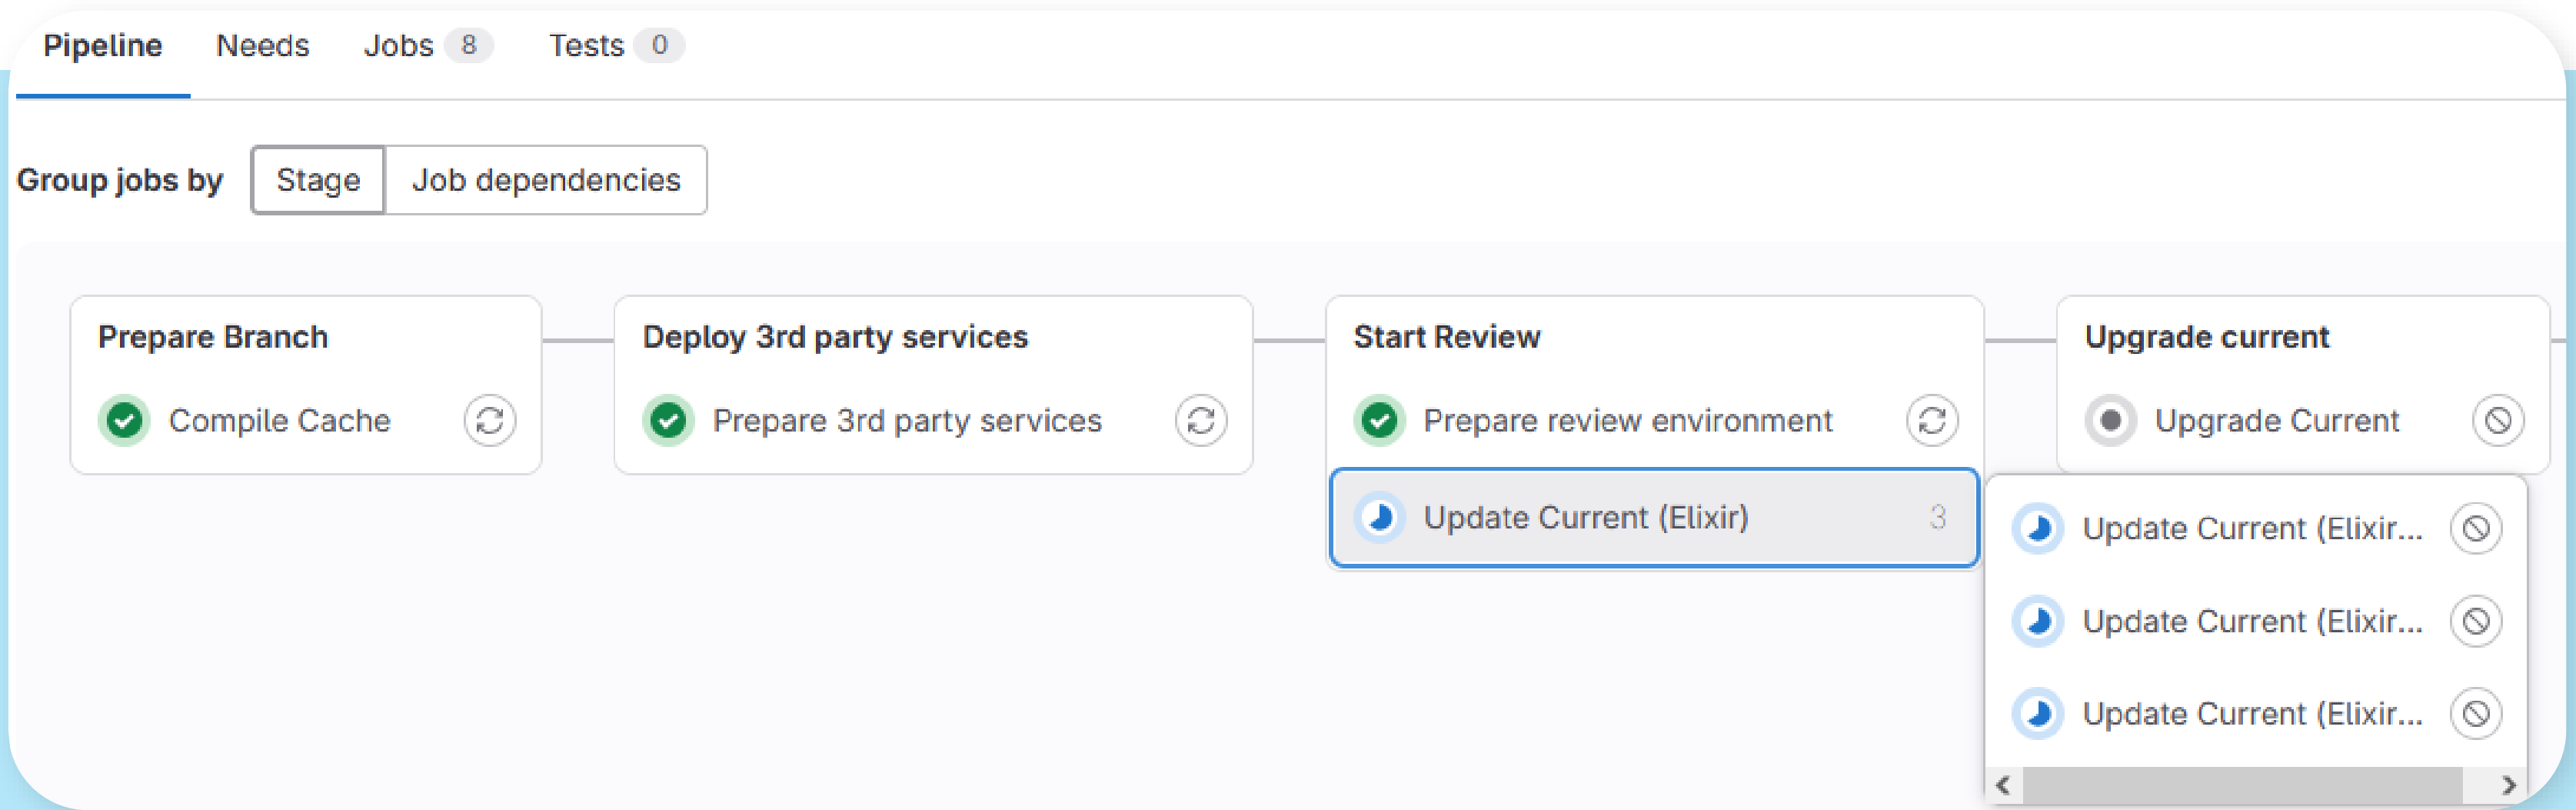 Pipeline Needs Jobs 8 Tests 0
Group jobs by Stage Job dependencies
Prepare Branch
Compile Cache
Deploy 3rd party services
Prepare 3rd party services
Start Review
Prepare review environment
Update Current (Elixir) 3
Upgrade current
Upgrade Current
Update Current (Elixir...
Update Current (Elixir...
Update Current (Elixir...